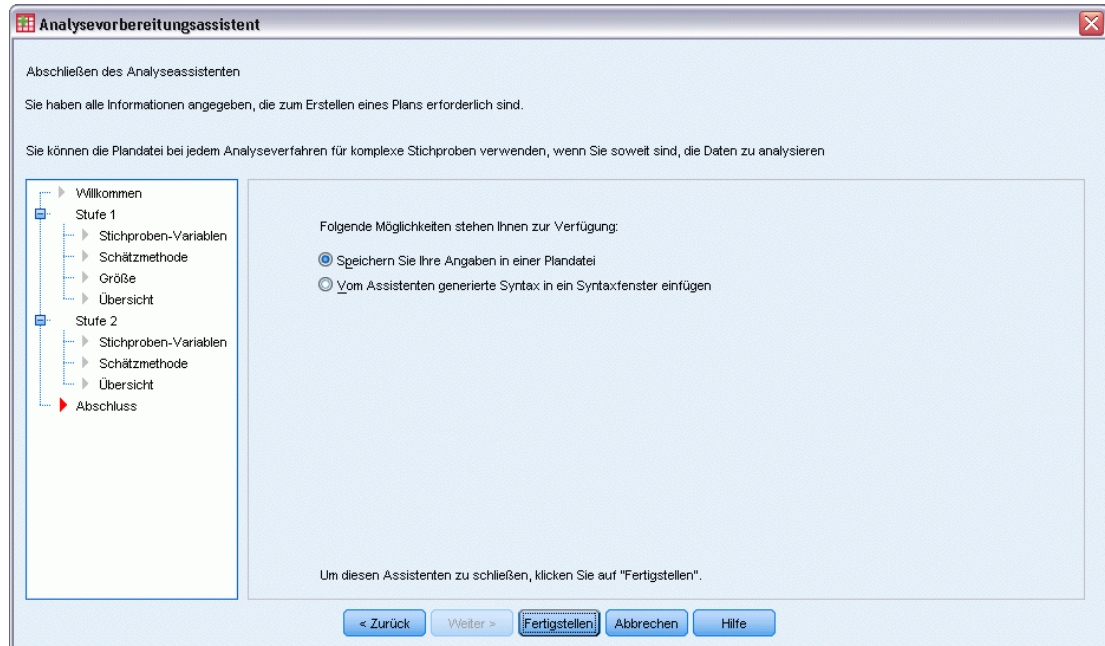 Analysevorbereitungsassistent
Abschließen des Analyseassistenten
Sie haben alle Informationen angegeben, die zum Erstellen eines Plans erforderlich sind.
Sie können die Plandatei bei jedem Analyseverfahren für komplexe Stichproben verwenden, wenn Sie soweit sind, die Daten zu analysieren
Willkommen
Stufe 1
Stichproben-Variablen
Schätzmethode
Größe
Übersicht
Stufe 2
Stichproben-Variablen
Schätzmethode
Übersicht
Abschluss
Folgende Möglichkeiten stehen Ihnen zur Verfügung:
Speichern Sie Ihre Angaben in einer Plandatei
Vom Assistenten generierte Syntax in ein Syntaxfenster einfügen
Um diesen Assistenten zu schließen, klicken Sie auf "Fertigstellen".
< Zurück
Weiter >
Fertigstellen
Abbrechen
Hilfe